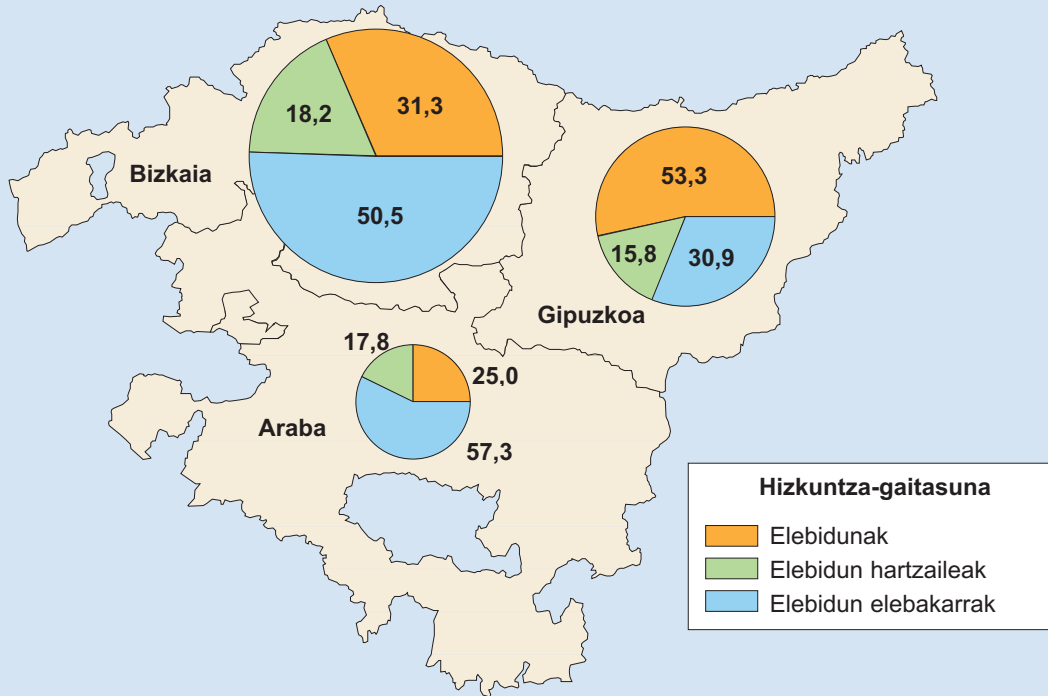 18,2
31,3
Bizkaia
50,5
53,3
15,8
30,9
Gipuzkoa
17,8
25,0
Araba
57,3
Hizkuntza-gaitasuna
Elebidunak
Elebidun hartzaileak
Elebidun elebakarrak